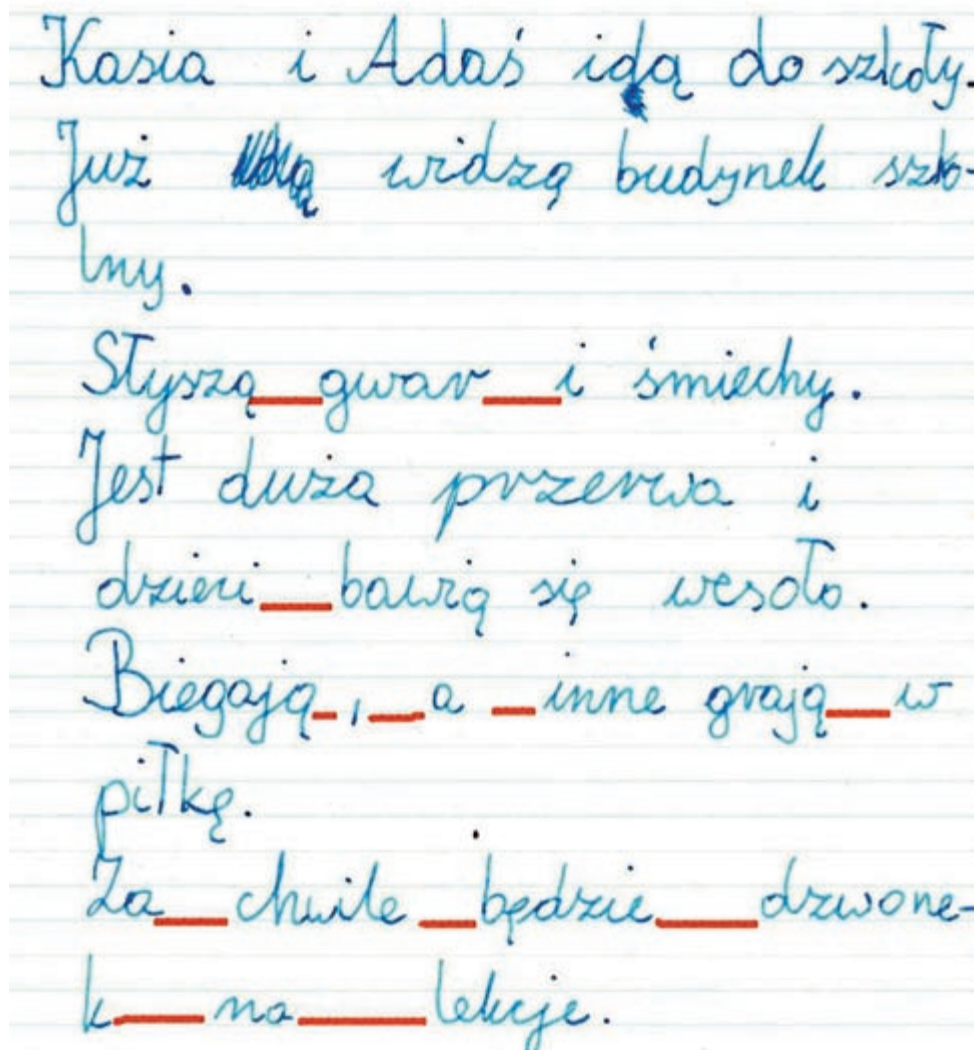 Kasia i Adaś idą do szkoły.
Już widzą budynek szko-
lny.
Słyszą gwar i śmiechy.
Jest duża przerwa i
dzieci bawią się wesoło.
Biegają, a inne grają w
piłkę.
Za chwile będzie dzwone-
k na lekcje.